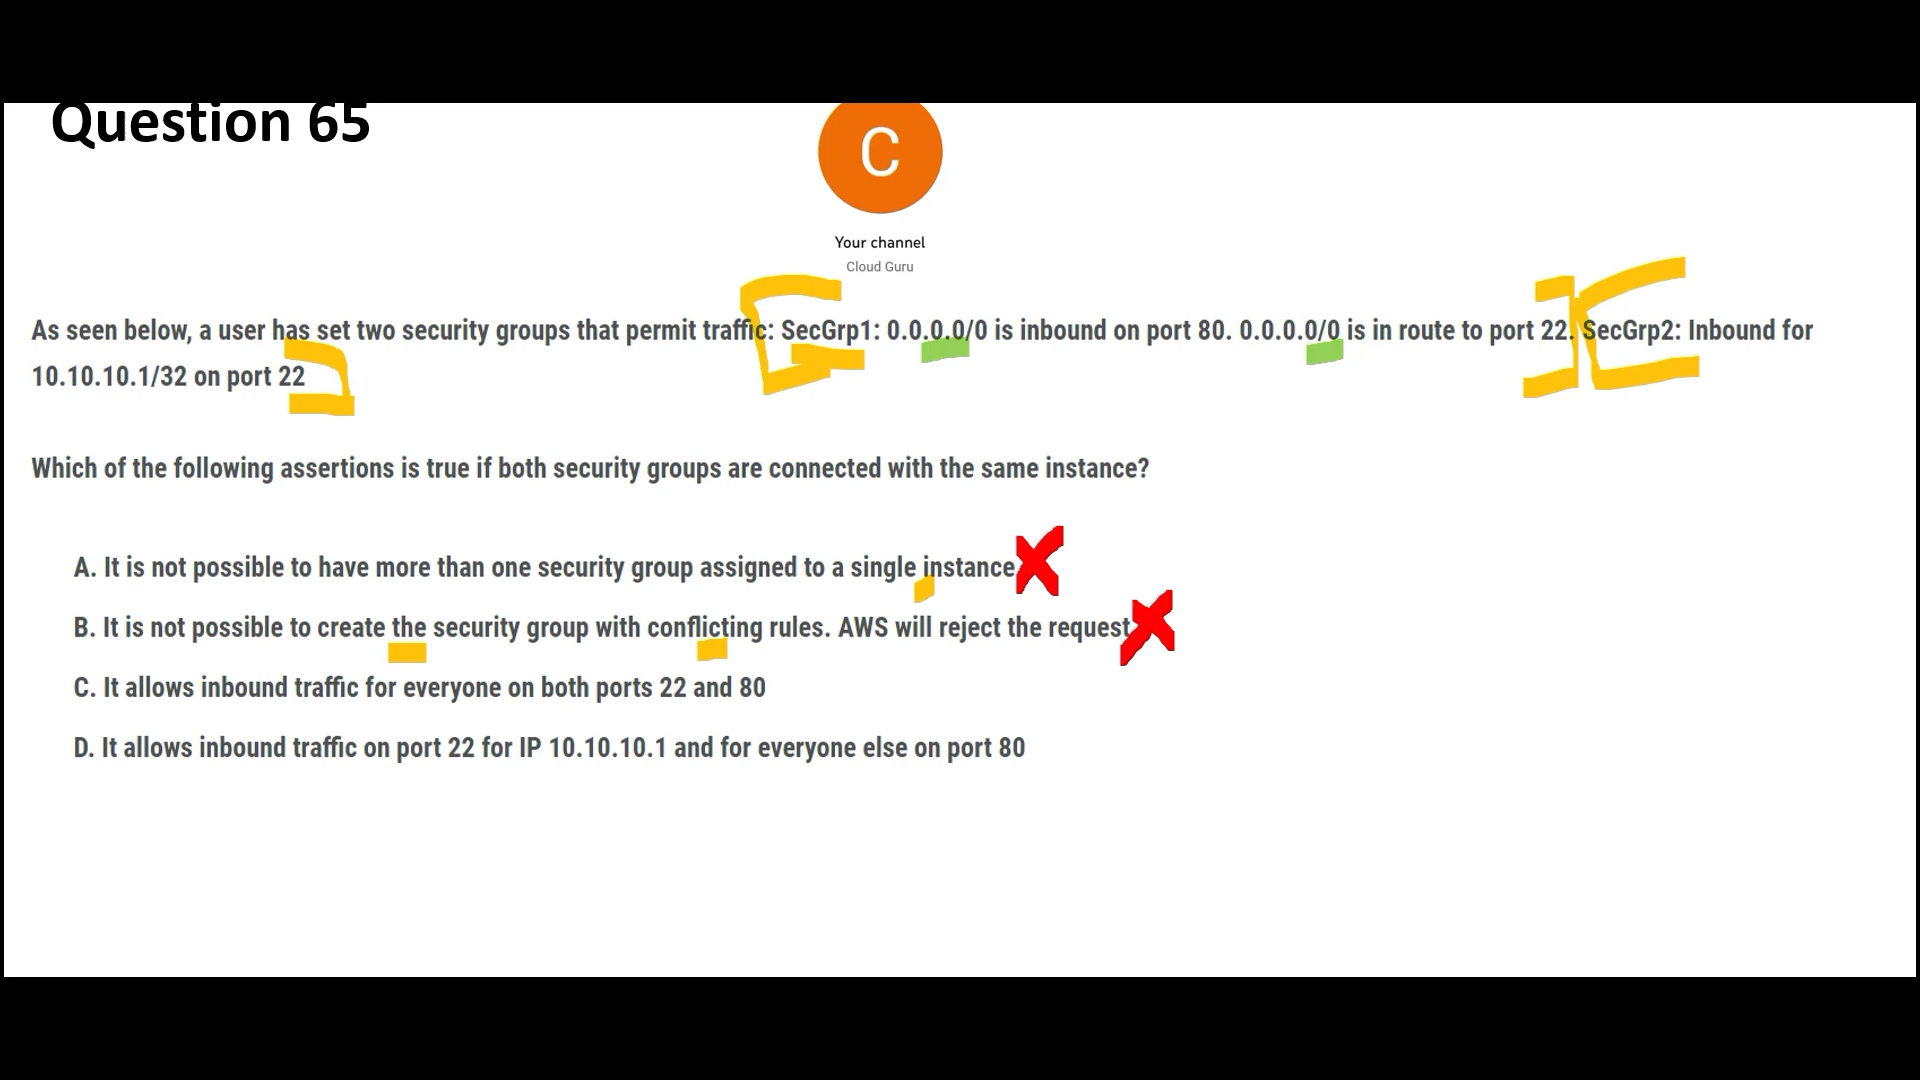 Question 65
C
Your channel
Cloud Guru
As seen below, a user has set two security groups that permit traffic: SecGrp1: 0.0.0.0/0 is inbound on port 80. 0.0.0.0/0 is in route to port 22. SecGrp2: Inbound for
10.10.10.1/32 on port 22
Which of the following assertions is true if both security groups are connected with the same instance?
A. It is not possible to have more than one security group assigned to a single instance
B. It is not possible to create the security group with conflicting rules. AWS will reject the request
C. It allows inbound traffic for everyone on both ports 22 and 80
D. It allows inbound traffic on port 22 for IP 10.10.10.1 and for everyone else on port 80